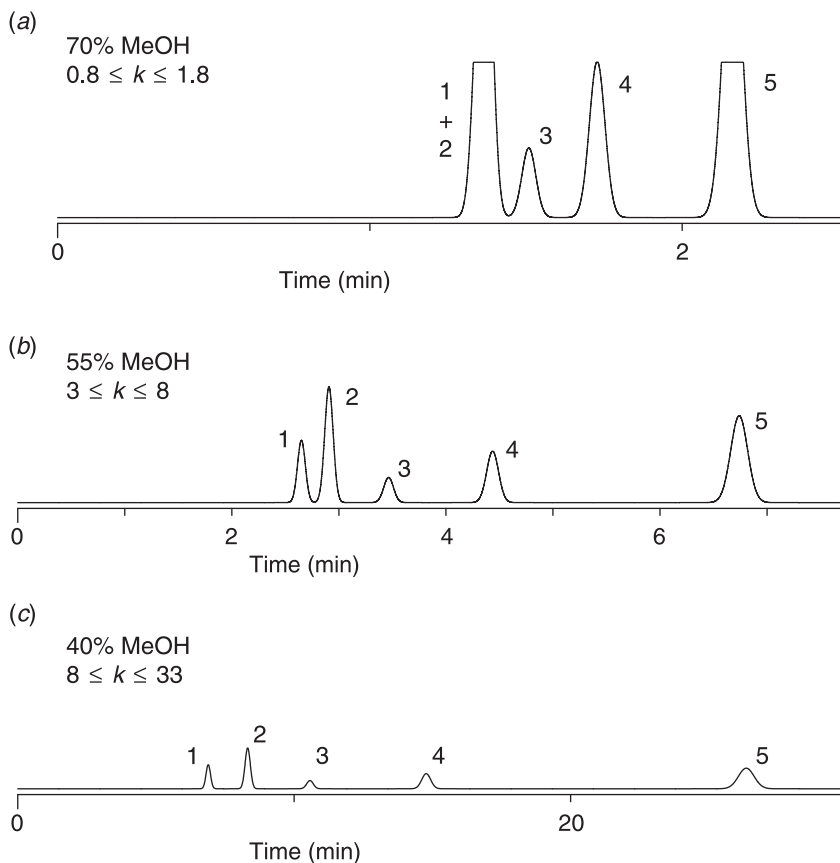 (a)
70% MeOH
0.8 ≤ k ≤ 1.8
1
+
2
3
4
5
0
2
Time (min)
(b)
55% MeOH
3 ≤ k ≤ 8
1
2
3
4
5
0
2
4
6
Time (min)
(c)
40% MeOH
8 ≤ k ≤ 33
1
2
3
4
5
0
20
Time (min)